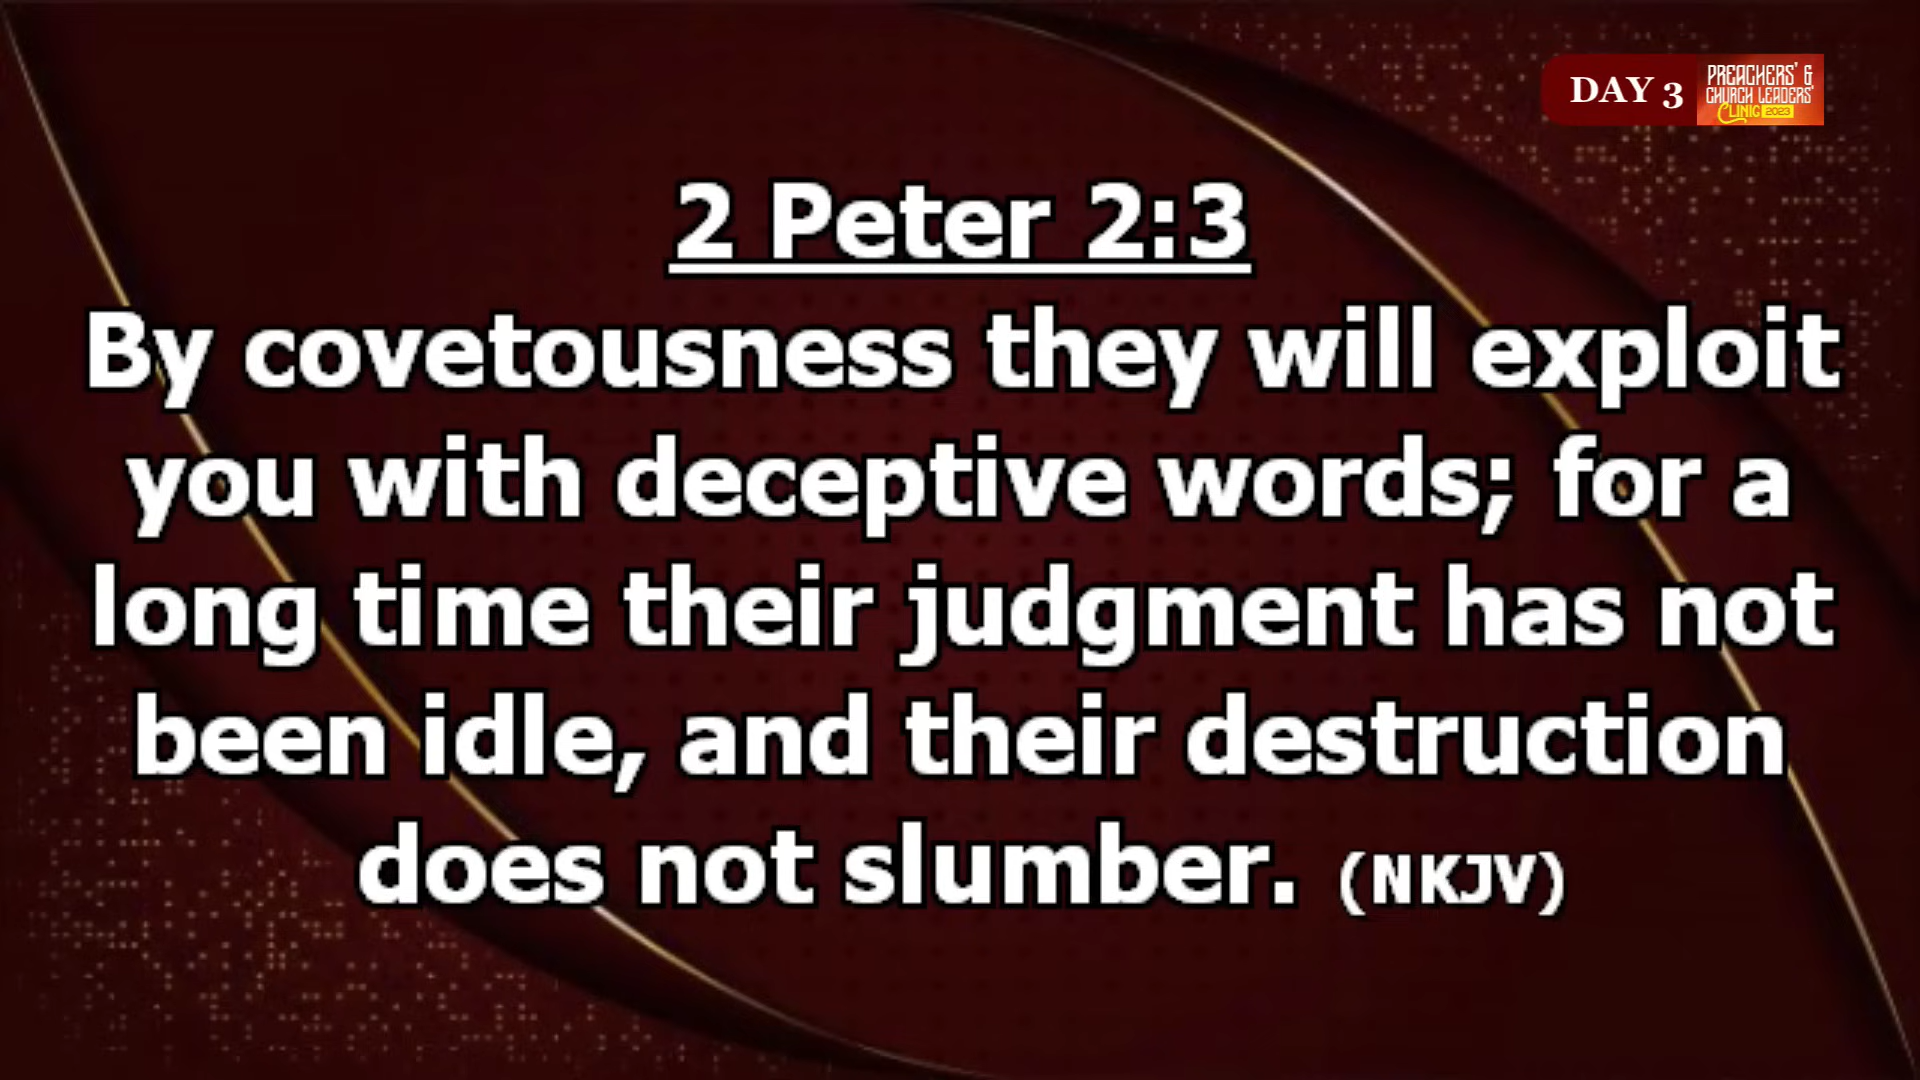 DAY 3
PREACHERS' &
CHURCH LEADERS'
CLINIC 2023
2 Peter 2:3
By covetousness they will exploit
you with deceptive words; for a
long time their judgment has not
been idle, and their destruction
does not slumber. (NKJV)